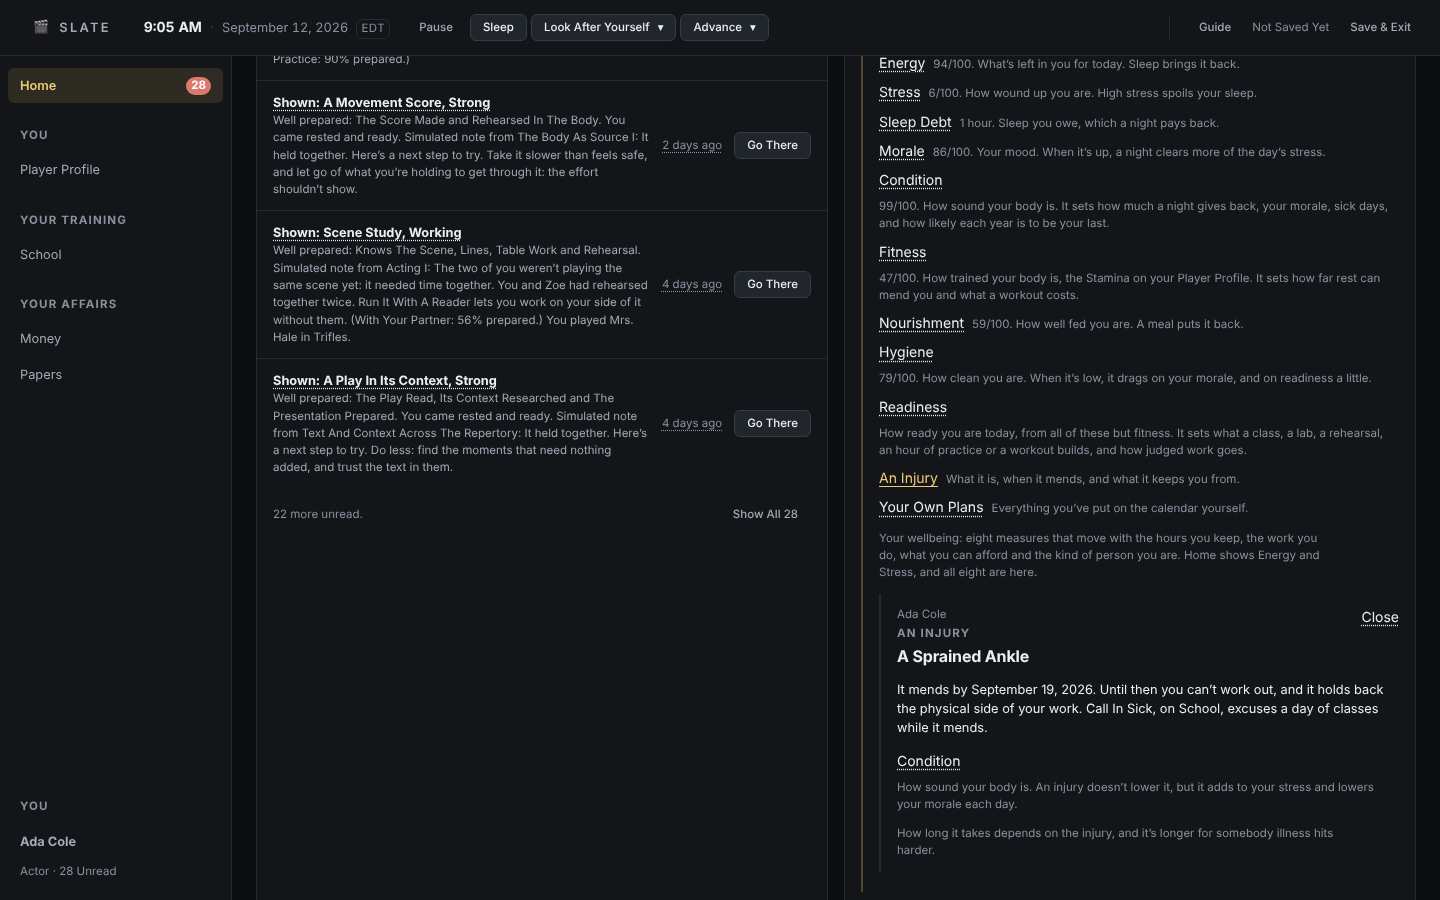 SLATE
9:05 AM · September 12, 2026 EDT
Pause
Sleep
Look After Yourself ▾
Advance ▾
Guide
Not Saved Yet
Save & Exit
Home
28
YOU
Player Profile
YOUR TRAINING
School
YOUR AFFAIRS
Money
Papers
YOU
Ada Cole
Actor · 28 Unread
Practice: 90% prepared.)
Shown: A Movement Score, Strong
Well prepared: The Score Made and Rehearsed In The Body. You
came rested and ready. Simulated note from The Body As Source I: It
held together. Here's a next step to try. Take it slower than feels safe,
and let go of what you're holding to get through it: the effort
shouldn't show.
2 days ago
Go There
Shown: Scene Study, Working
Well prepared: Knows The Scene, Lines, Table Work and Rehearsal.
Simulated note from Acting I: The two of you weren't playing the
same scene yet: it needed time together. You and Zoe had rehearsed
together twice. Run It With A Reader lets you work on your side of it
without them. (With Your Partner: 56% prepared.) You played Mrs.
Hale in Trifles.
4 days ago
Go There
Shown: A Play In Its Context, Strong
Well prepared: The Play Read, Its Context Researched and The
Presentation Prepared. You came rested and ready. Simulated note
from Text And Context Across The Repertory: It held together. Here's
a next step to try. Do less: find the moments that need nothing
added, and trust the text in them.
4 days ago
Go There
22 more unread.
Show All 28
Energy 94/100. What's left in you for today. Sleep brings it back.
Stress 6/100. How wound up you are. High stress spoils your sleep.
Sleep Debt 1 hour. Sleep you owe, which a night pays back.
Morale 86/100. Your mood. When it's up, a night clears more of the day's stress.
Condition
99/100. How sound your body is. It sets how much a night gives back, your morale, sick days,
and how likely each year is to be your last.
Fitness
47/100. How trained your body is, the Stamina on your Player Profile. It sets how far rest can
mend you and what a workout costs.
Nourishment 59/100. How well fed you are. A meal puts it back.
Hygiene
79/100. How clean you are. When it's low, it drags on your morale, and on readiness a little.
Readiness
How ready you are today, from all of these but fitness. It sets what a class, a lab, a rehearsal,
an hour of practice or a workout builds, and how judged work goes.
An Injury What it is, when it mends, and what it keeps you from.
Your Own Plans Everything you've put on the calendar yourself.
Your wellbeing: eight measures that move with the hours you keep, the work you
do, what you can afford and the kind of person you are. Home shows Energy and
Stress, and all eight are here.
Ada Cole
Close
AN INJURY
A Sprained Ankle
It mends by September 19, 2026. Until then you can't work out, and it holds back
the physical side of your work. Call In Sick, on School, excuses a day of classes
while it mends.
Condition
How sound your body is. An injury doesn't lower it, but it adds to your stress and lowers
your morale each day.
How long it takes depends on the injury, and it's longer for somebody illness hits
harder.